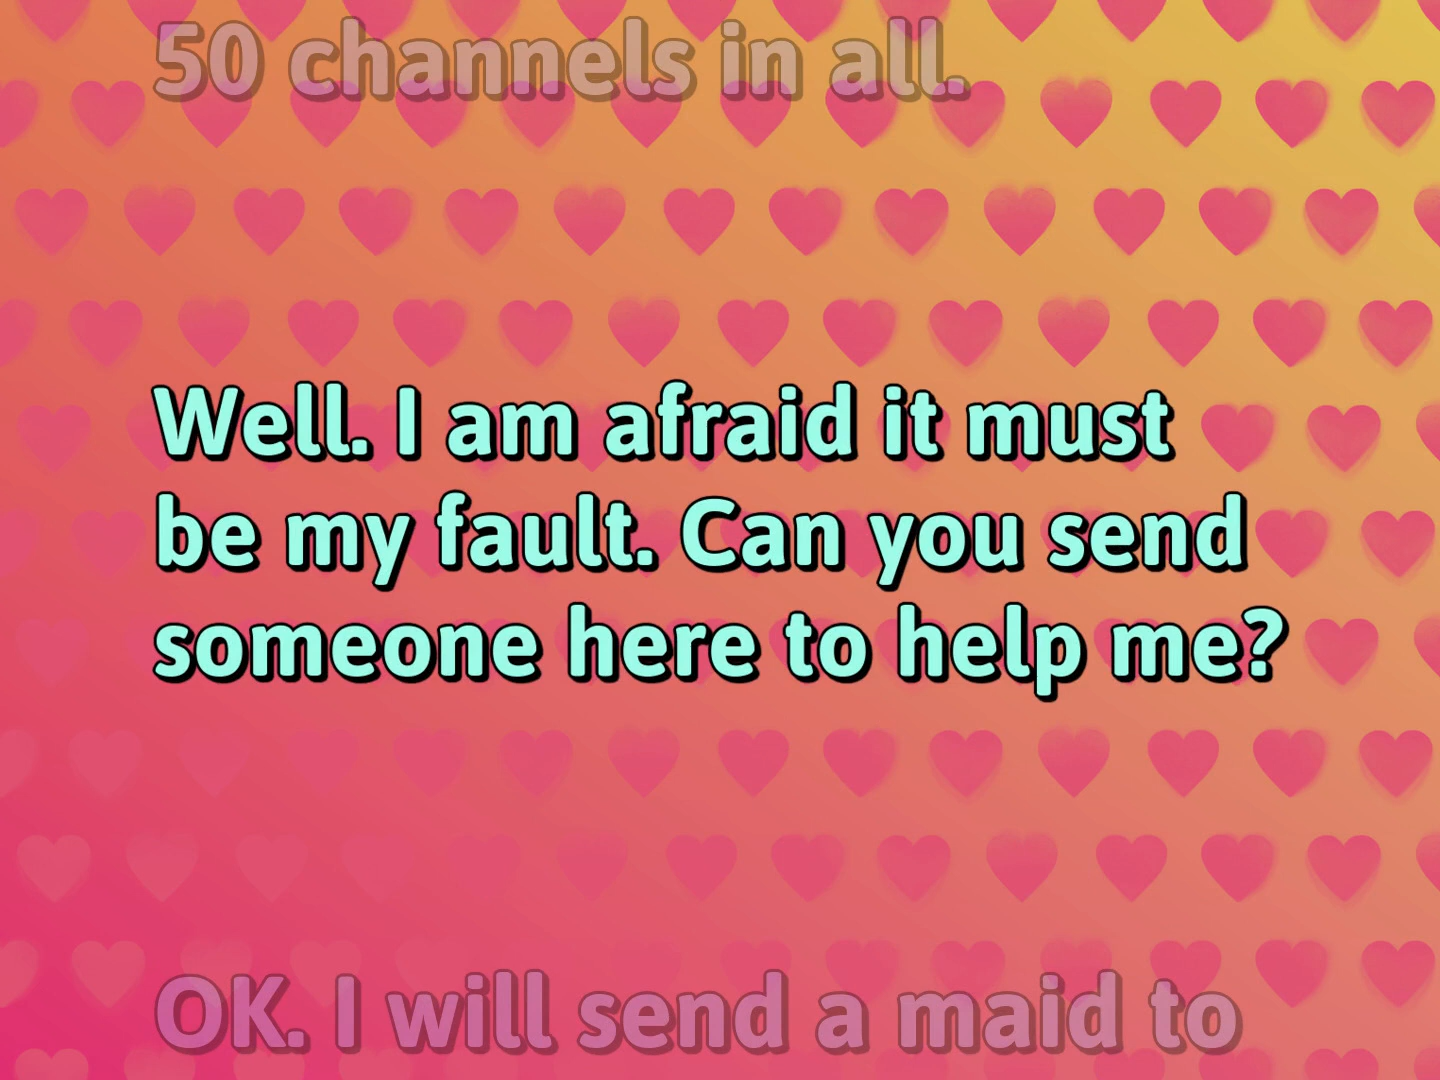 50 channels in all.
Well. I am afraid it must
be my fault. Can you send
someone here to help me?
OK. I will send a maid to